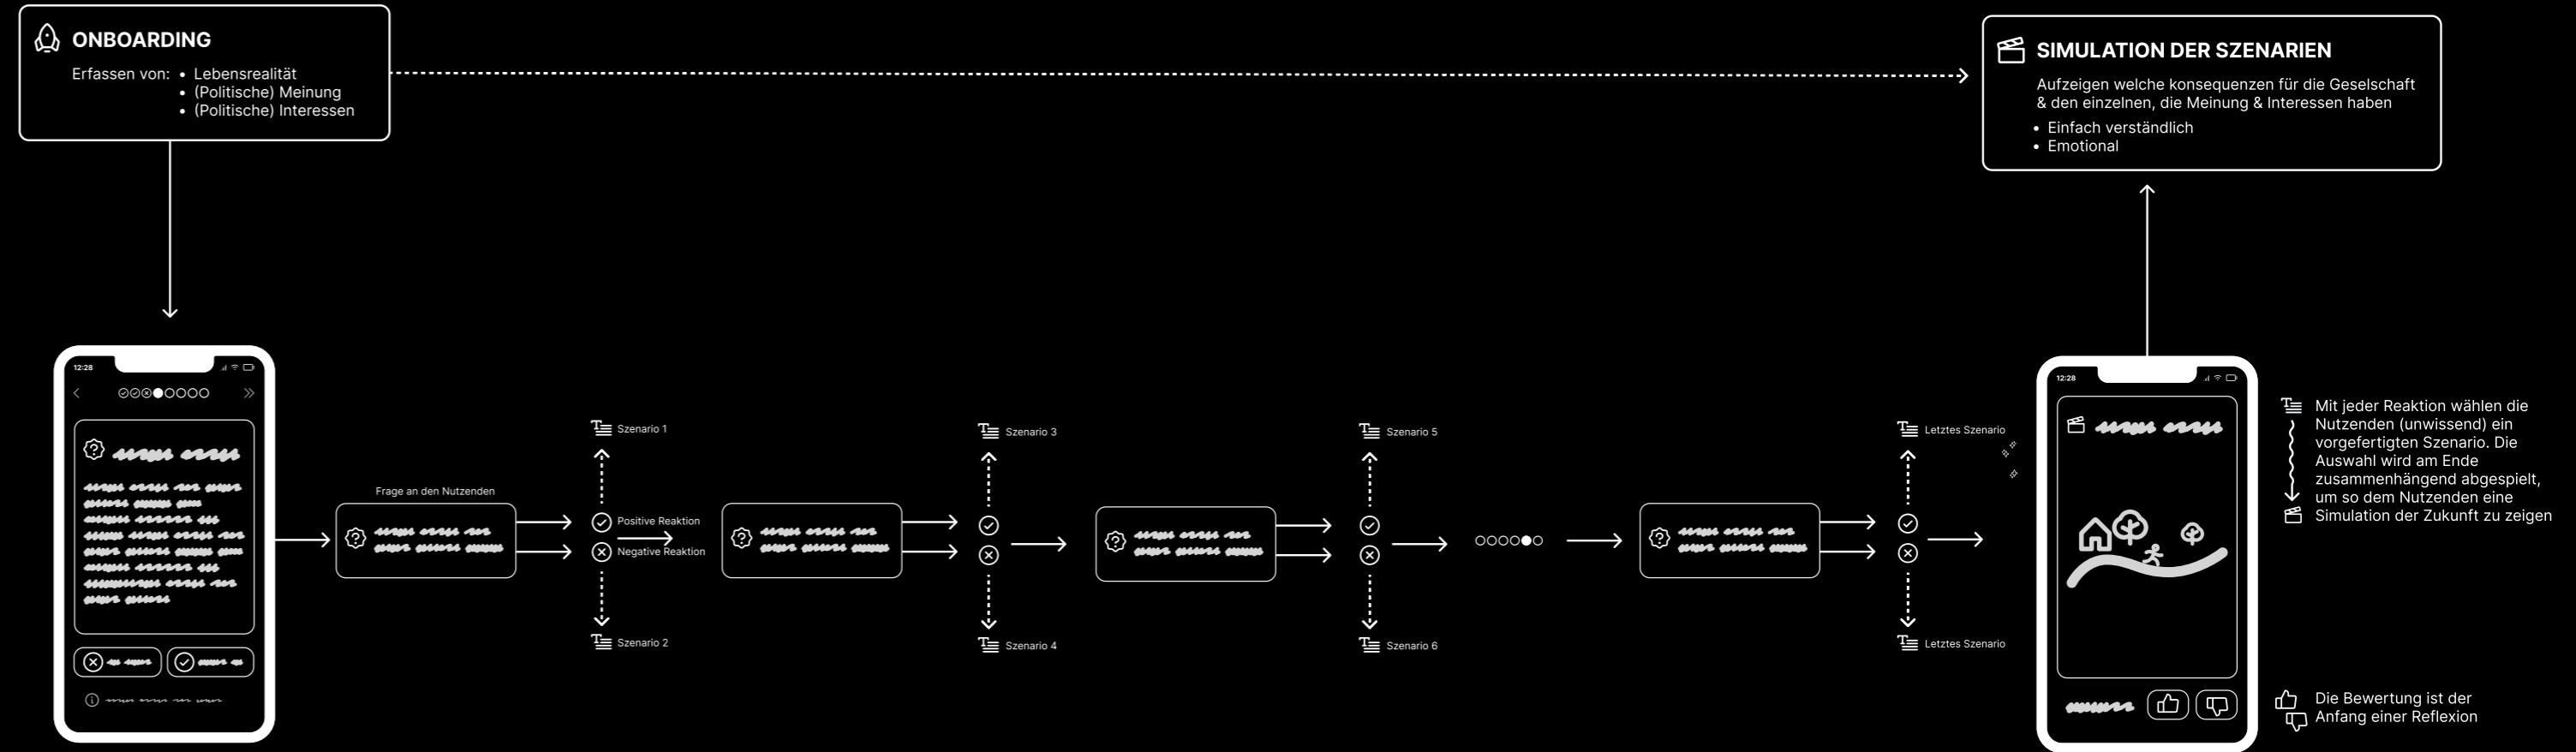 ONBOARDING
Erfassen von:
• Lebensrealität
• (Politische) Meinung
• (Politische) Interessen
SIMULATION DER SZENARIEN
Aufzeigen welche konsequenzen für die Geselschaft
& den einzelnen, die Meinung & Interessen haben
• Einfach verständlich
• Emotional
12:28
Frage an den Nutzenden
Szenario 1
Positive Reaktion
Negative Reaktion
Szenario 2
Szenario 3
Szenario 4
Szenario 5
Szenario 6
Letztes Szenario
Letztes Szenario
12:28
Mit jeder Reaktion wählen die
Nutzenden (unwissend) ein
vorgefertigten Szenario. Die
Auswahl wird am Ende
zusammenhängend abgespielt,
um so dem Nutzenden eine
Simulation der Zukunft zu zeigen
Die Bewertung ist der
Anfang einer Reflexion